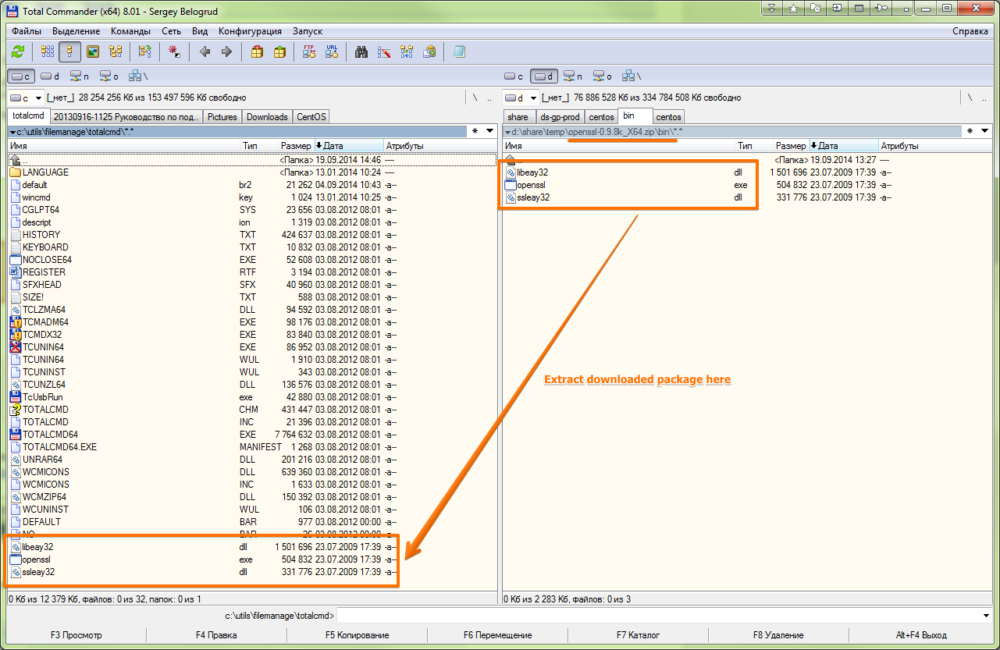 Total Commander (x64) 8.01 - Sergey Belogrud
Файлы Выделение Команды Сеть Вид Конфигурация Запуск Справка
FTP URL
c d n o \
c d n o \
c [_нет_] 28 254 256 Кб из 153 497 596 Кб свободно \ ..
d [_нет_] 76 886 528 Кб из 334 784 508 Кб свободно \ ..
totalcmd 20130916-1125 Руководство по под.. Pictures Downloads CentOS
share ds-gp-prod centos bin centos
c:\utils\filemanage\totalcmd\*.* *
d:\share\temp\openssl-0.9.8k_X64.zip\bin\*.* *
Имя Тип Размер Дата Атрибуты
.. <Папка> 19.09.2014 14:46 ----
LANGUAGE <Папка> 13.01.2014 10:24 ----
default br2 21 262 04.09.2014 10:43 -a--
wincmd key 1 024 13.01.2014 10:25 -a--
CGLPT64 SYS 23 656 03.08.2012 08:01 -a--
descript ion 1 319 03.08.2012 08:01 -a--
HISTORY TXT 424 637 03.08.2012 08:01 -a--
KEYBOARD TXT 10 832 03.08.2012 08:01 -a--
NOCLOSE64 EXE 52 608 03.08.2012 08:01 -a--
REGISTER RTF 3 194 03.08.2012 08:01 -a--
SFXHEAD SFX 40 960 03.08.2012 08:01 -a--
SIZE! TXT 588 03.08.2012 08:01 -a--
TCLZMA64 DLL 94 592 03.08.2012 08:01 -a--
TCMADM64 EXE 98 176 03.08.2012 08:01 -a--
TCMDX32 EXE 83 840 03.08.2012 08:01 -a--
TCUNIN64 EXE 86 952 03.08.2012 08:01 -a--
TCUNIN64 WUL 1 910 03.08.2012 08:01 -a--
TCUNINST WUL 343 03.08.2012 08:01 -a--
TCUNZL64 DLL 136 576 03.08.2012 08:01 -a--
TcUsbRun exe 42 880 03.08.2012 08:01 -a--
TOTALCMD CHM 431 447 03.08.2012 08:01 -a--
TOTALCMD INC 21 396 03.08.2012 08:01 -a--
TOTALCMD64 EXE 7 764 632 03.08.2012 08:01 -a--
TOTALCMD64.EXE MANIFEST 1 268 03.08.2012 08:01 -a--
UNRAR64 DLL 201 216 03.08.2012 08:01 -a--
WCMICONS DLL 639 360 03.08.2012 08:01 -a--
WCMICONS INC 1 633 03.08.2012 08:01 -a--
WCMZIP64 DLL 150 392 03.08.2012 08:01 -a--
WCUNINST WUL 106 03.08.2012 08:01 -a--
DEFAULT BAR 977 03.08.2012 00:00 -a--
NO BAR 26 03.08.2012 00:00 -a--
libeay32 dll 1 501 696 23.07.2009 17:39 -a--
openssl exe 504 832 23.07.2009 17:39 -a--
ssleay32 dll 331 776 23.07.2009 17:39 -a--
0 Кб из 12 379 Кб, файлов: 0 из 32, папок: 0 из 1
Имя Тип Размер Дата Атрибуты
.. <Папка> 19.09.2014 13:27 ----
libeay32 dll 1 501 696 23.07.2009 17:39 -a--
openssl exe 504 832 23.07.2009 17:39 -a--
ssleay32 dll 331 776 23.07.2009 17:39 -a--
Extract downloaded package here
0 Кб из 2 283 Кб, файлов: 0 из 3
c:\utils\filemanage\totalcmd>
F3 Просмотр F4 Правка F5 Копирование F6 Перемещение F7 Каталог F8 Удаление Alt+F4 Выход